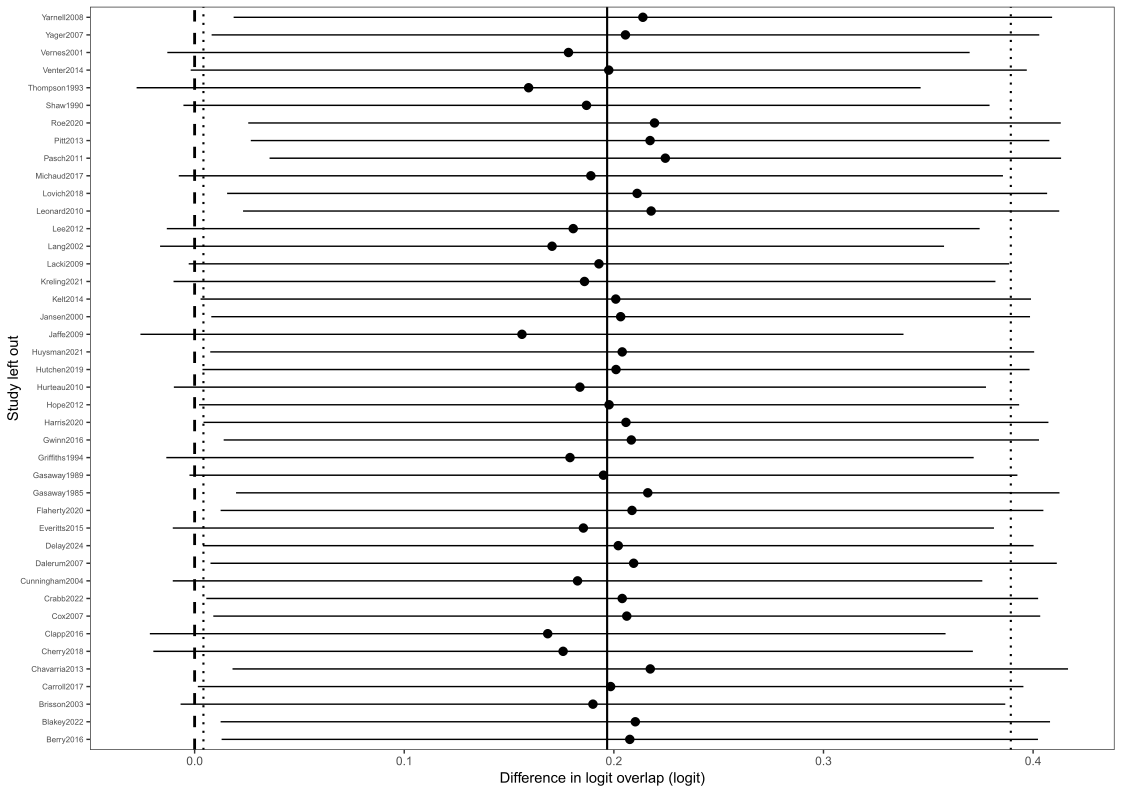 Yarnell2008
Yager2007
Vernes2001
Venter2014
Thompson1993
Shaw1990
Roe2020
Pitt2013
Pasch2011
Michaud2017
Lovich2018
Leonard2010
Lee2012
Lang2002
Lacki2009
Kreling2021
Kelt2014
Jansen2000
Jaffe2009
Huysman2021
Hutchen2019
Hurteau2010
Hope2012
Harris2020
Gwinn2016
Griffiths1994
Gasaway1989
Gasaway1985
Flaherty2020
Everitts2015
Delay2024
Dalerum2007
Cunningham2004
Crabb2022
Cox2007
Clapp2016
Cherry2018
Chavarria2013
Carroll2017
Brisson2003
Blakey2022
Berry2016
Study left out
0.0 0.1 0.2 0.3 0.4
Difference in logit overlap (logit)